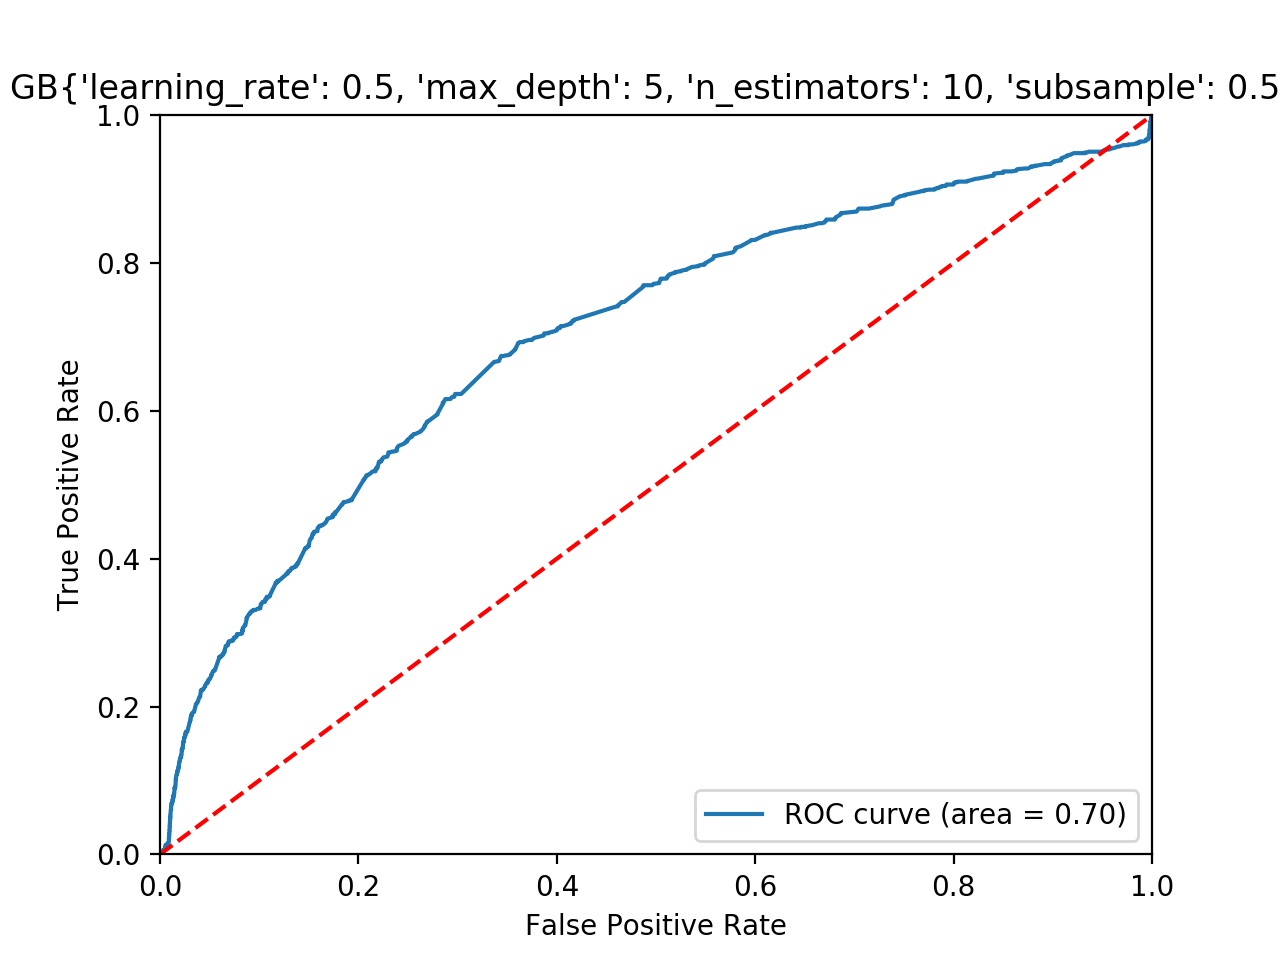 GB{'learning_rate': 0.5, 'max_depth': 5, 'n_estimators': 10, 'subsample': 0.5
1.0
0.8
0.6
0.4
0.2
0.0
True Positive Rate
ROC curve (area = 0.70)
0.0 0.2 0.4 0.6 0.8 1.0
False Positive Rate